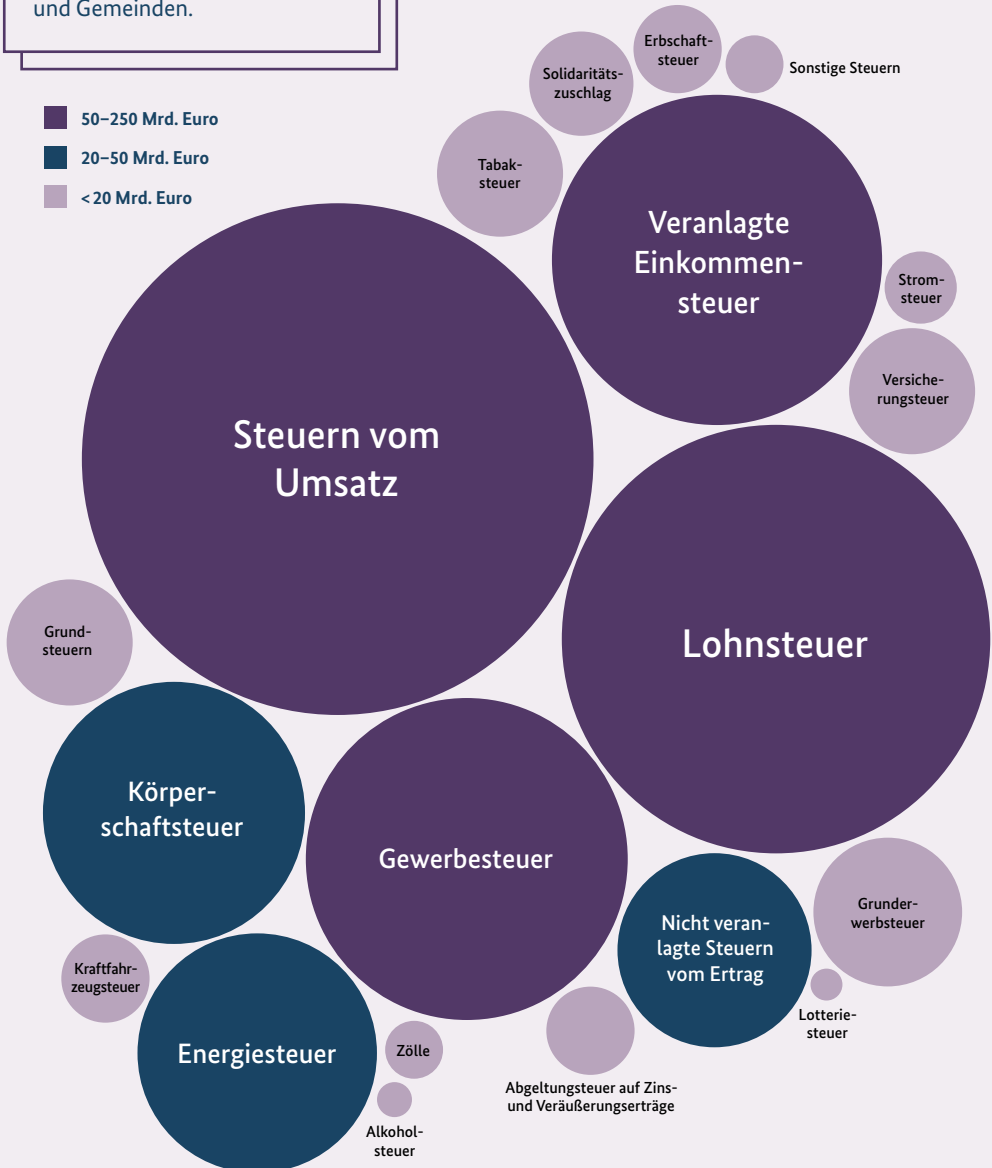 und Gemeinden.
50–250 Mrd. Euro
20–50 Mrd. Euro
<20 Mrd. Euro
Erbschaft-
steuer
Sonstige Steuern
Solidaritäts-
zuschlag
Tabak-
steuer
Veranlagte
Einkommen-
steuer
Strom-
steuer
Versiche-
rungsteuer
Steuern vom
Umsatz
Grund-
steuern
Lohnsteuer
Körper-
schaftsteuer
Gewerbesteuer
Grunder-
werbsteuer
Nicht veran-
lagte Steuern
vom Ertrag
Kraftfahr-
zeugsteuer
Lotterie-
steuer
Energiesteuer
Zölle
Abgeltungsteuer auf Zins-
und Veräußerungserträge
Alkohol-
steuer